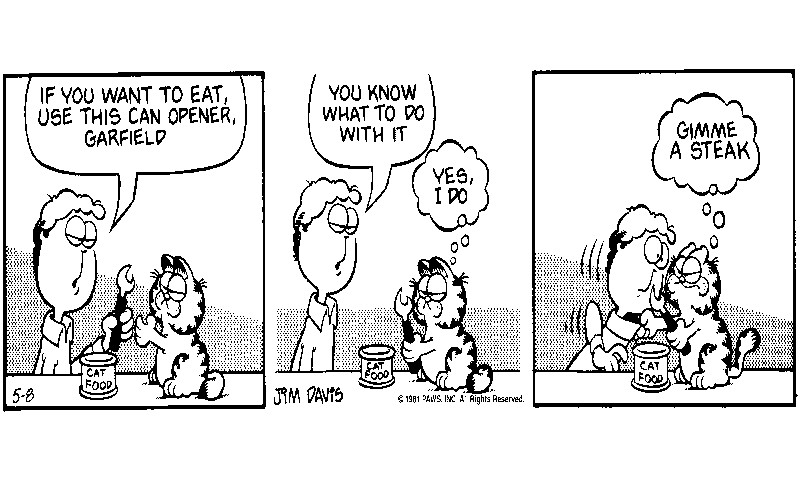 IF YOU WANT TO EAT,
USE THIS CAN OPENER,
GARFIELD
CAT
FOOD
5-8
YOU KNOW
WHAT TO DO
WITH IT
YES,
I DO
CAT
FOOD
JIM DAVIS
© 1981 PAWS, INC. All Rights Reserved.
GIMME
A STEAK
CAT
FOOD